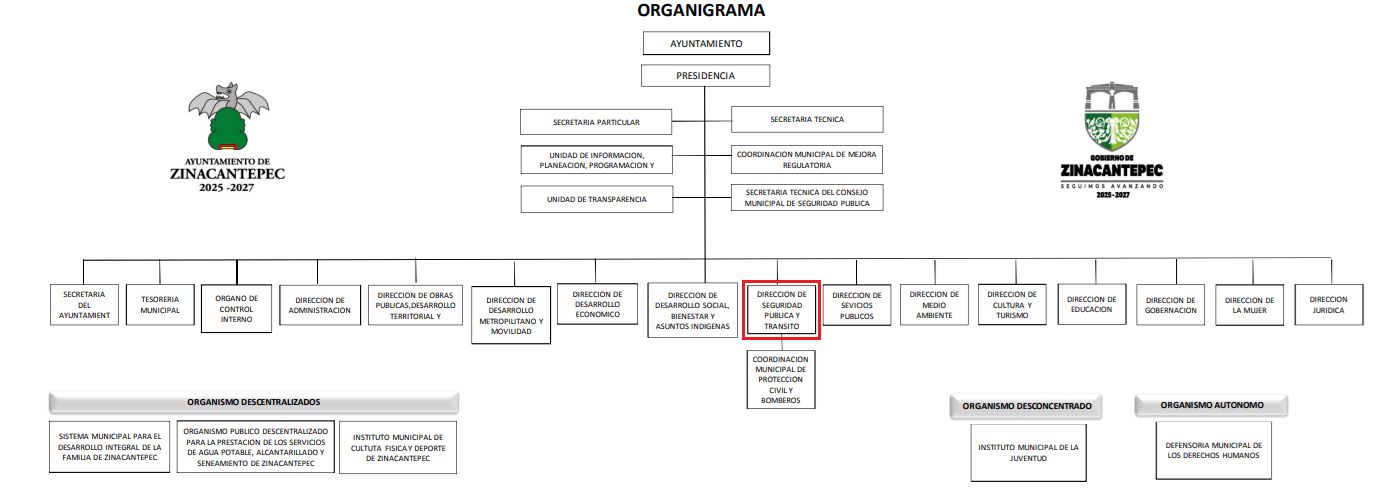 ORGANIGRAMA
AYUNTAMIENTO
PRESIDENCIA
SECRETARIA PARTICULAR
SECRETARIA TECNICA
UNIDAD DE INFORMACION,
PLANEACION, PROGRAMACION Y
COORDINACION MUNICIPAL DE MEJORA
REGULATORIA
UNIDAD DE TRANSPARENCIA
SECRETARIA TECNICA DEL CONSEJO
MUNICIPAL DE SEGURIDAD PUBLICA
AYUNTAMIENTO DE
ZINACANTEPEC
2025 -2027
GOBIERNO DE
ZINACANTEPEC
SEGUIMOS AVANZANDO
2025-2027
SECRETARIA
DEL
AYUNTAMIENT
TESORERIA
MUNICIPAL
ORGANO DE
CONTROL
INTERNO
DIRECCION DE
ADMINISTRACION
DIRECCION DE OBRAS
PUBLICAS,DESARROLLO
TERRITORIAL Y
DIRECCION DE
DESARROLLO
METROPILITANO Y
MOVILIDAD
DIRECCION DE
DESARROLLO
ECONOMICO
DIRECCION DE
DESARROLLO SOCIAL,
BIENESTAR Y
ASUNTOS INDIGENAS
DIRECCION DE
SEGURIDAD
PUBLICA Y
TRANSITO
DIRECCION DE
SEVICIOS
PUBLICOS
DIRECCION DE
MEDIO
AMBIENTE
DIRECCION DE
CULTURA Y
TURISMO
DIRECCION DE
EDUCACION
DIRECCION DE
GOBERNACION
DIRECCION DE
LA MUJER
DIRECCION
JURIDICA
COORDINACION
MUNICIPAL DE
PROTECCION
CIVIL Y
BOMBEROS
ORGANISMO DESCENTRALIZADOS
SISTEMA MUNICIPAL PARA EL
DESARROLLO INTEGRAL DE LA
FAMILIA DE ZINACANTEPEC
ORGANISMO PUBLICO DESCENTRALIZADO
PARA LA PRESTACION DE LOS SERVICIOS
DE AGUA POTABLE, ALCANTARILLADO Y
SENEAMIENTO DE ZINACANTEPEC
INSTITUTO MUNICIPAL DE
CULTUTA FISICA Y DEPORTE
DE ZINACANTEPEC
ORGANISMO DESCONCENTRADO
INSTITUTO MUNICIPAL DE LA
JUVENTUD
ORGANISMO AUTONOMO
DEFENSORIA MUNICIPAL DE
LOS DERECHOS HUMANOS